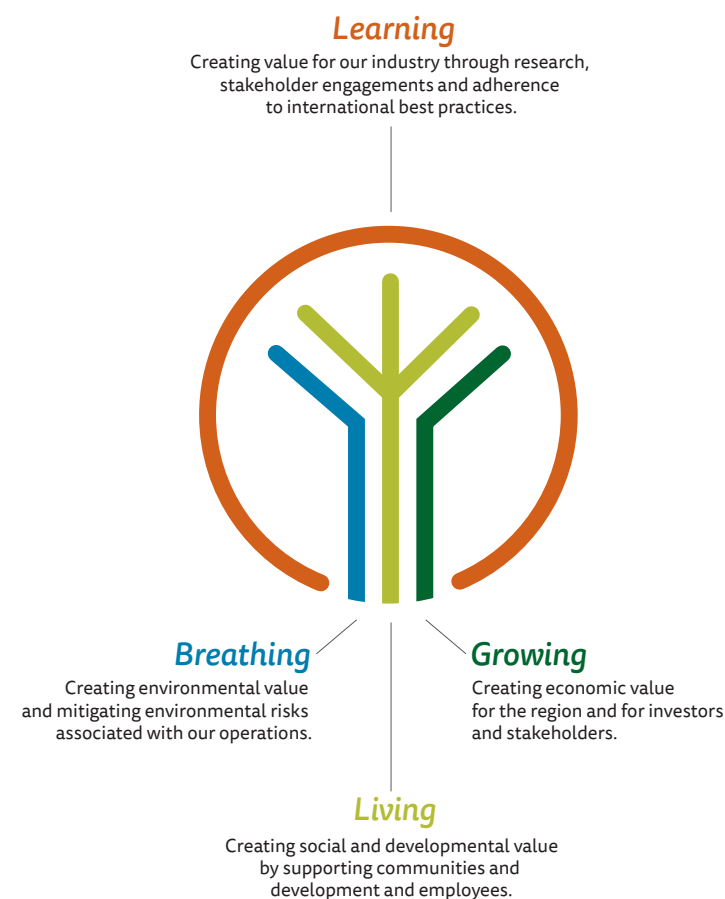 Learning
Creating value for our industry through research,
stakeholder engagements and adherence
to international best practices.
Breathing
Creating environmental value
and mitigating environmental risks
associated with our operations.
Growing
Creating economic value
for the region and for investors
and stakeholders.
Living
Creating social and developmental value
by supporting communities and
development and employees.